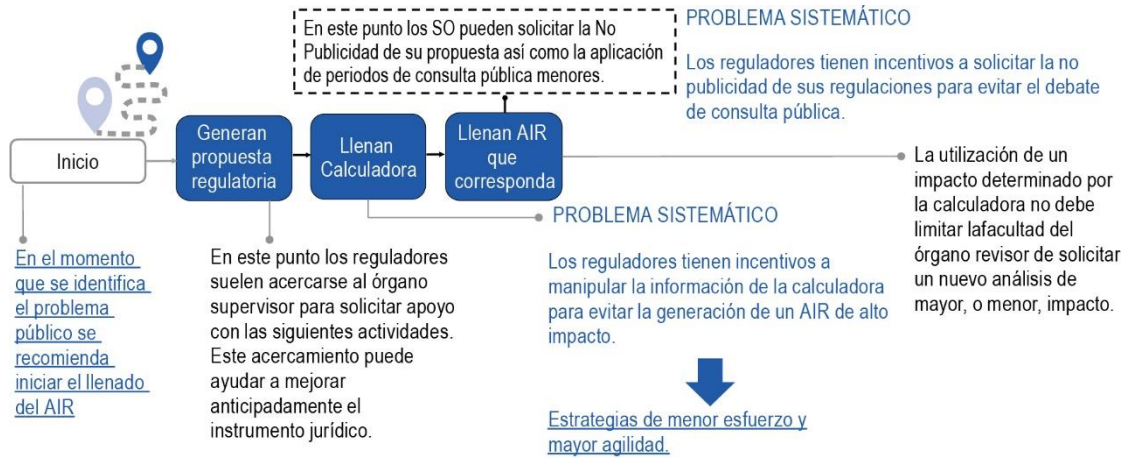 En este punto los SO pueden solicitar la No
Publicidad de su propuesta así como la aplicación
de periodos de consulta pública menores.
PROBLEMA SISTEMÁTICO
Los reguladores tienen incentivos a solicitar la no
publicidad de sus regulaciones para evitar el debate
de consulta pública.
Inicio
Generan
propuesta
regulatoria
Llenan
Calculadora
Llenan AIR
que
corresponda
En el momento
que se identifica
el problema
público se
recomienda
iniciar el llenado
del AIR
En este punto los reguladores
suelen acercarse al órgano
supervisor para solicitar apoyo
con las siguientes actividades.
Este acercamiento puede
ayudar a mejorar
anticipadamente el
instrumento jurídico.
PROBLEMA SISTEMÁTICO
Los reguladores tienen incentivos a
manipular la información de la calculadora
para evitar la generación de un AIR de alto
impacto.
Estrategias de menor esfuerzo y
mayor agilidad.
La utilización de un
impacto determinado por
la calculadora no debe
limitar lafacultad del
órgano revisor de solicitar
un nuevo análisis de
mayor, o menor, impacto.